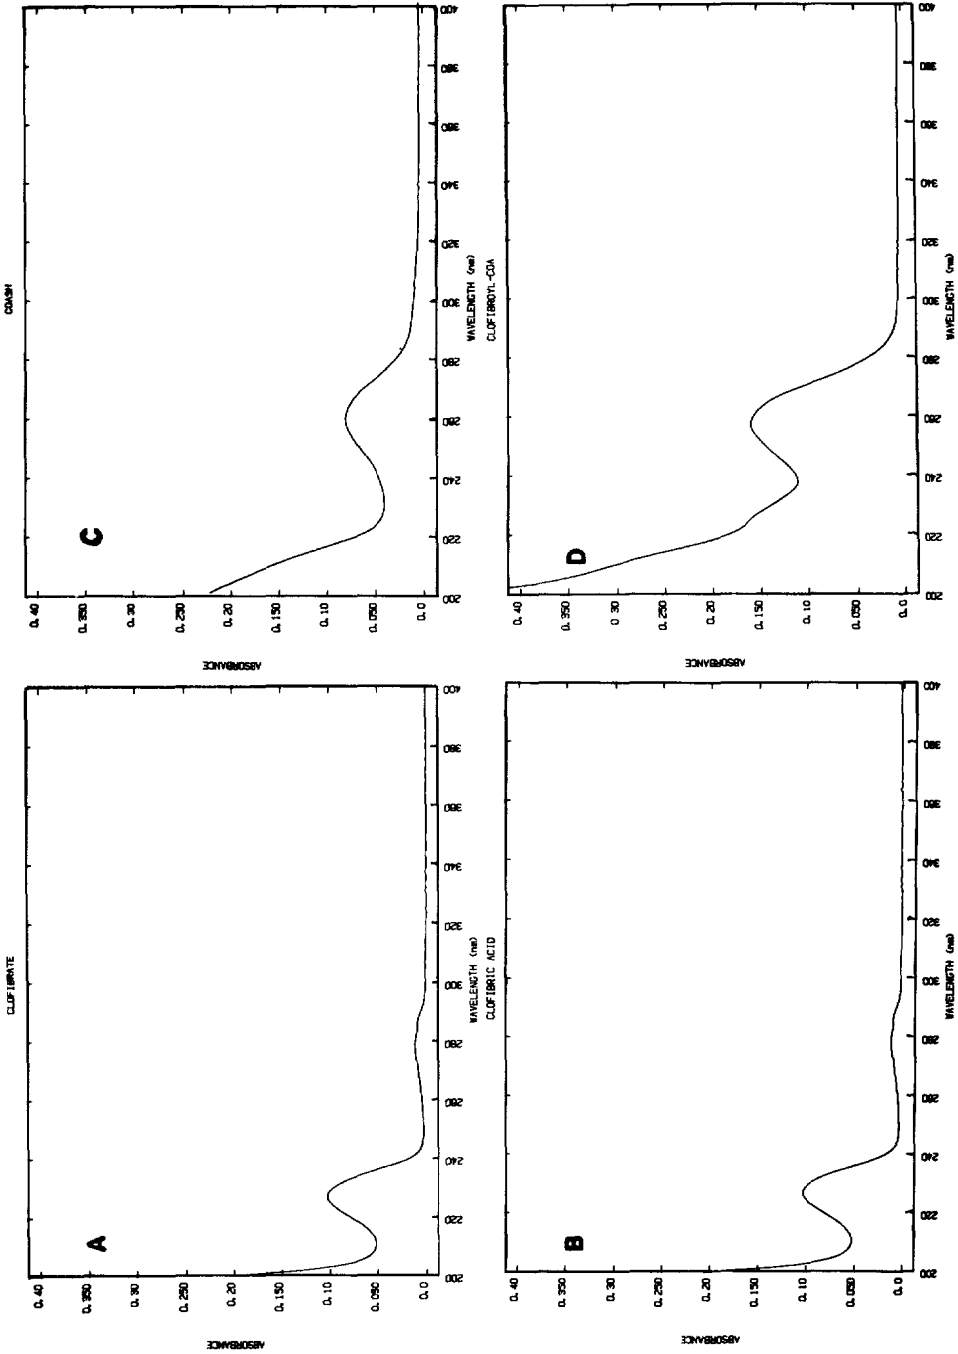 CLOFIBRATE
A
ABSORBANCE
0.40
0.350
0.30
0.250
0.20
0.150
0.10
0.050
0.0
200 220 240 260 280 300 320 340 360 380 400
WAVELENGTH (nm)
COASH
C
ABSORBANCE
0.40
0.350
0.30
0.250
0.20
0.150
0.10
0.050
0.0
200 220 240 260 280 300 320 340 360 380 400
WAVELENGTH (nm)
CLOFIBRIC ACID
B
ABSORBANCE
0.40
0.350
0.30
0.250
0.20
0.150
0.10
0.050
0.0
200 220 240 260 280 300 320 340 360 380 400
WAVELENGTH (nm)
CLOFIBROYL-COA
D
ABSORBANCE
0.40
0.350
0.30
0.250
0.20
0.150
0.10
0.050
0.0
200 220 240 260 280 300 320 340 360 380 400
WAVELENGTH (nm)